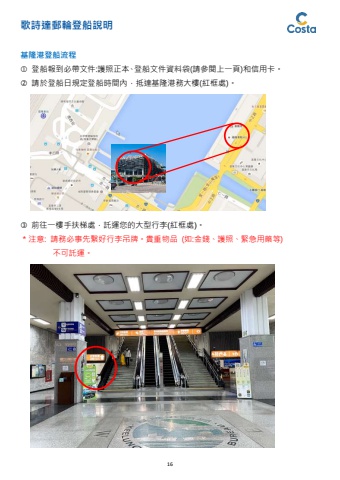 歌詩達郵輪登船說明
Costa
基隆港登船流程
① 登船報到必帶文件:護照正本、登船文件資料袋(請參閱上一頁)和信用卡。
② 請於登船日規定登船時間內，抵達基隆港務大樓(紅框處)。
③ 前往一樓手扶梯處，託運您的大型行李(紅框處)。
*注意: 請務必事先繫好行李吊牌。貴重物品 (如:金錢、護照、緊急用藥等)
不可託運。
16